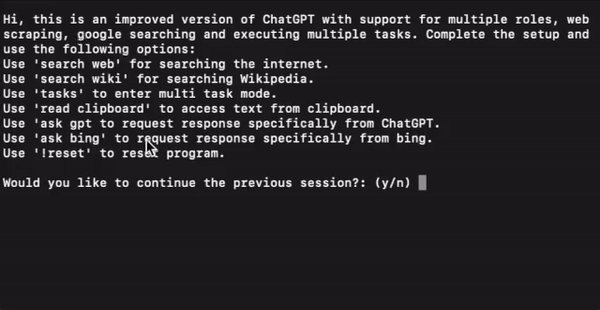 Hi, this is an improved version of ChatGPT with support for multiple roles, web
scraping, google searching and executing multiple tasks. Complete the setup and
use the following options:
Use 'search web' for searching the internet.
Use 'search wiki' for searching Wikipedia.
Use 'tasks' to enter multi task mode.
Use 'read clipboard' to access text from clipboard.
Use 'ask gpt to request response specifically from ChatGPT.
Use 'ask bing' to request response specifically from bing.
Use '!reset' to reset program.
Would you like to continue the previous session?: (y/n)